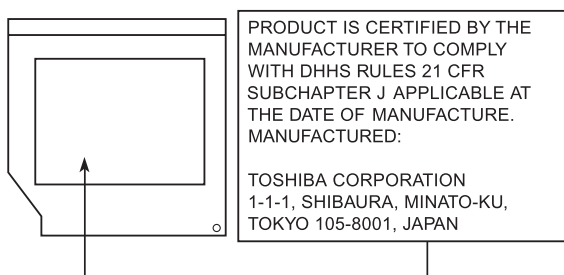 PRODUCT IS CERTIFIED BY THE
MANUFACTURER TO COMPLY
WITH DHHS RULES 21 CFR
SUBCHAPTER J APPLICABLE AT
THE DATE OF MANUFACTURE.
MANUFACTURED:
TOSHIBA CORPORATION
1-1-1, SHIBAURA, MINATO-KU,
TOKYO 105-8001, JAPAN